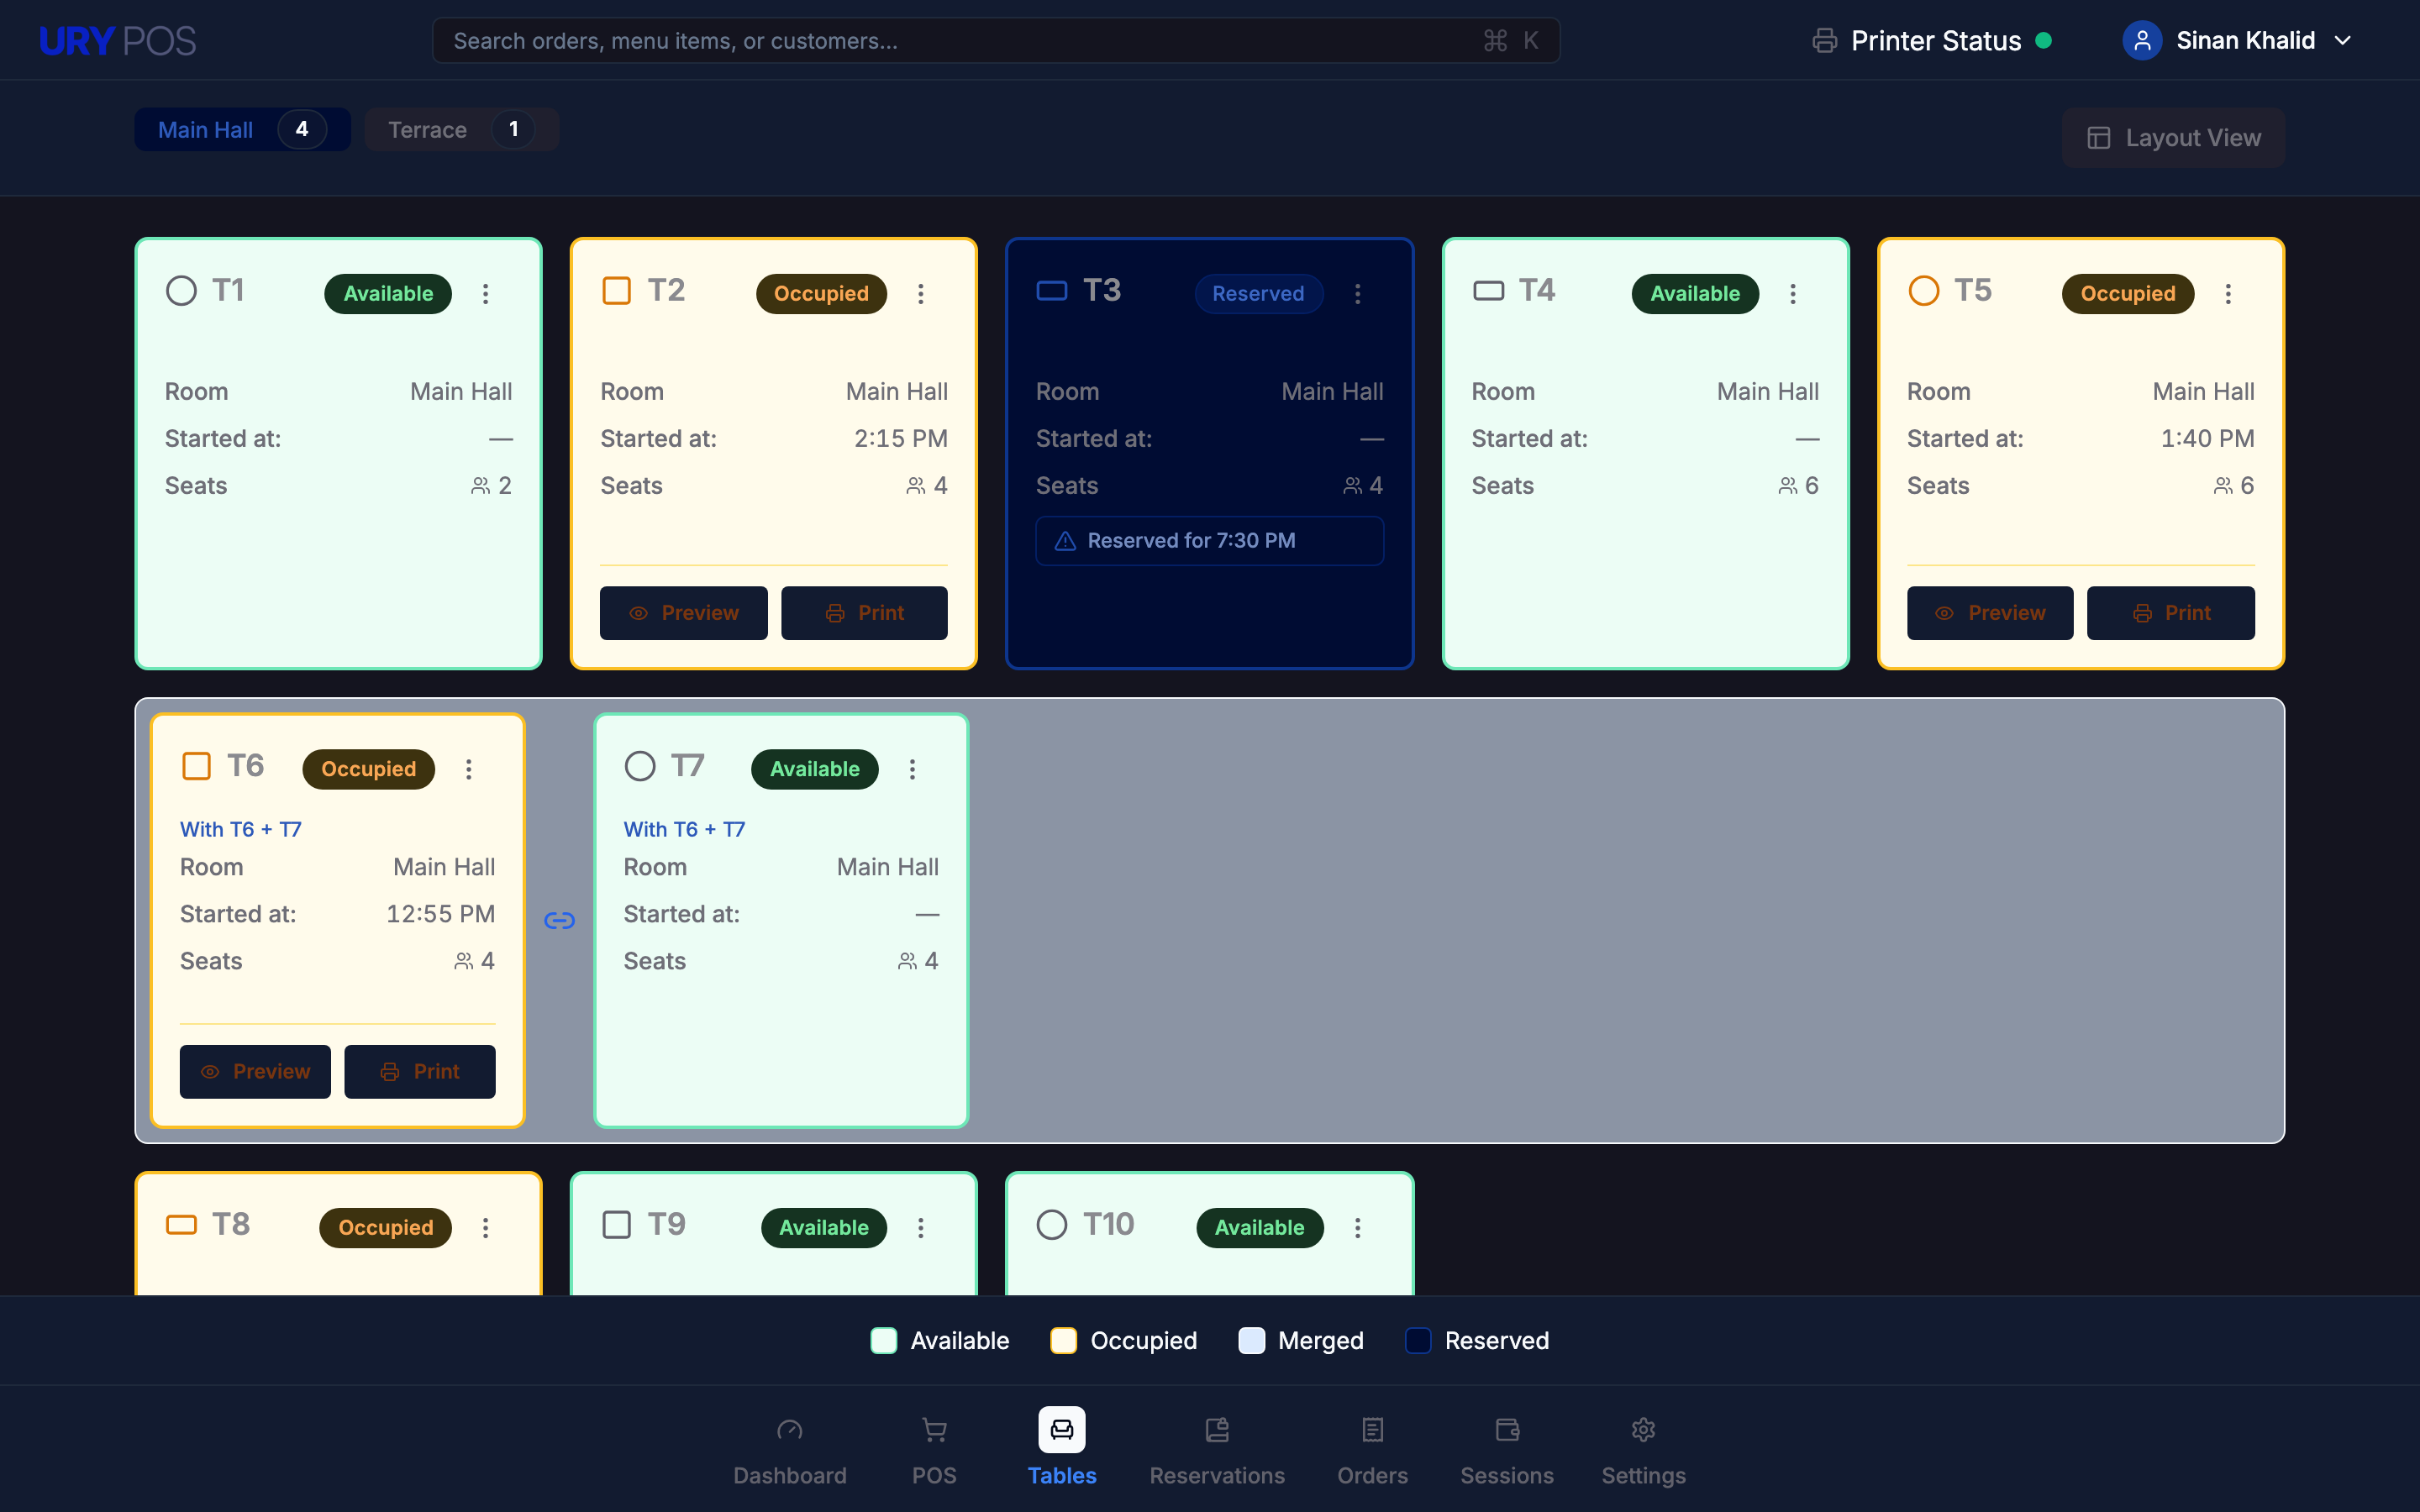 URY POS
Search orders, menu items, or customers...
⌘ K
Printer Status
Sinan Khalid
Main Hall 4
Terrace 1
Layout View
T1 Available
Room Main Hall
Started at: —
Seats 2
T2 Occupied
Room Main Hall
Started at: 2:15 PM
Seats 4
Preview Print
T3 Reserved
Room Main Hall
Started at: —
Seats 4
Reserved for 7:30 PM
T4 Available
Room Main Hall
Started at: —
Seats 6
T5 Occupied
Room Main Hall
Started at: 1:40 PM
Seats 6
Preview Print
T6 Occupied
With T6 + T7
Room Main Hall
Started at: 12:55 PM
Seats 4
Preview Print
T7 Available
With T6 + T7
Room Main Hall
Started at: —
Seats 4
T8 Occupied
T9 Available
T10 Available
Available Occupied Merged Reserved
Dashboard POS Tables Reservations Orders Sessions Settings